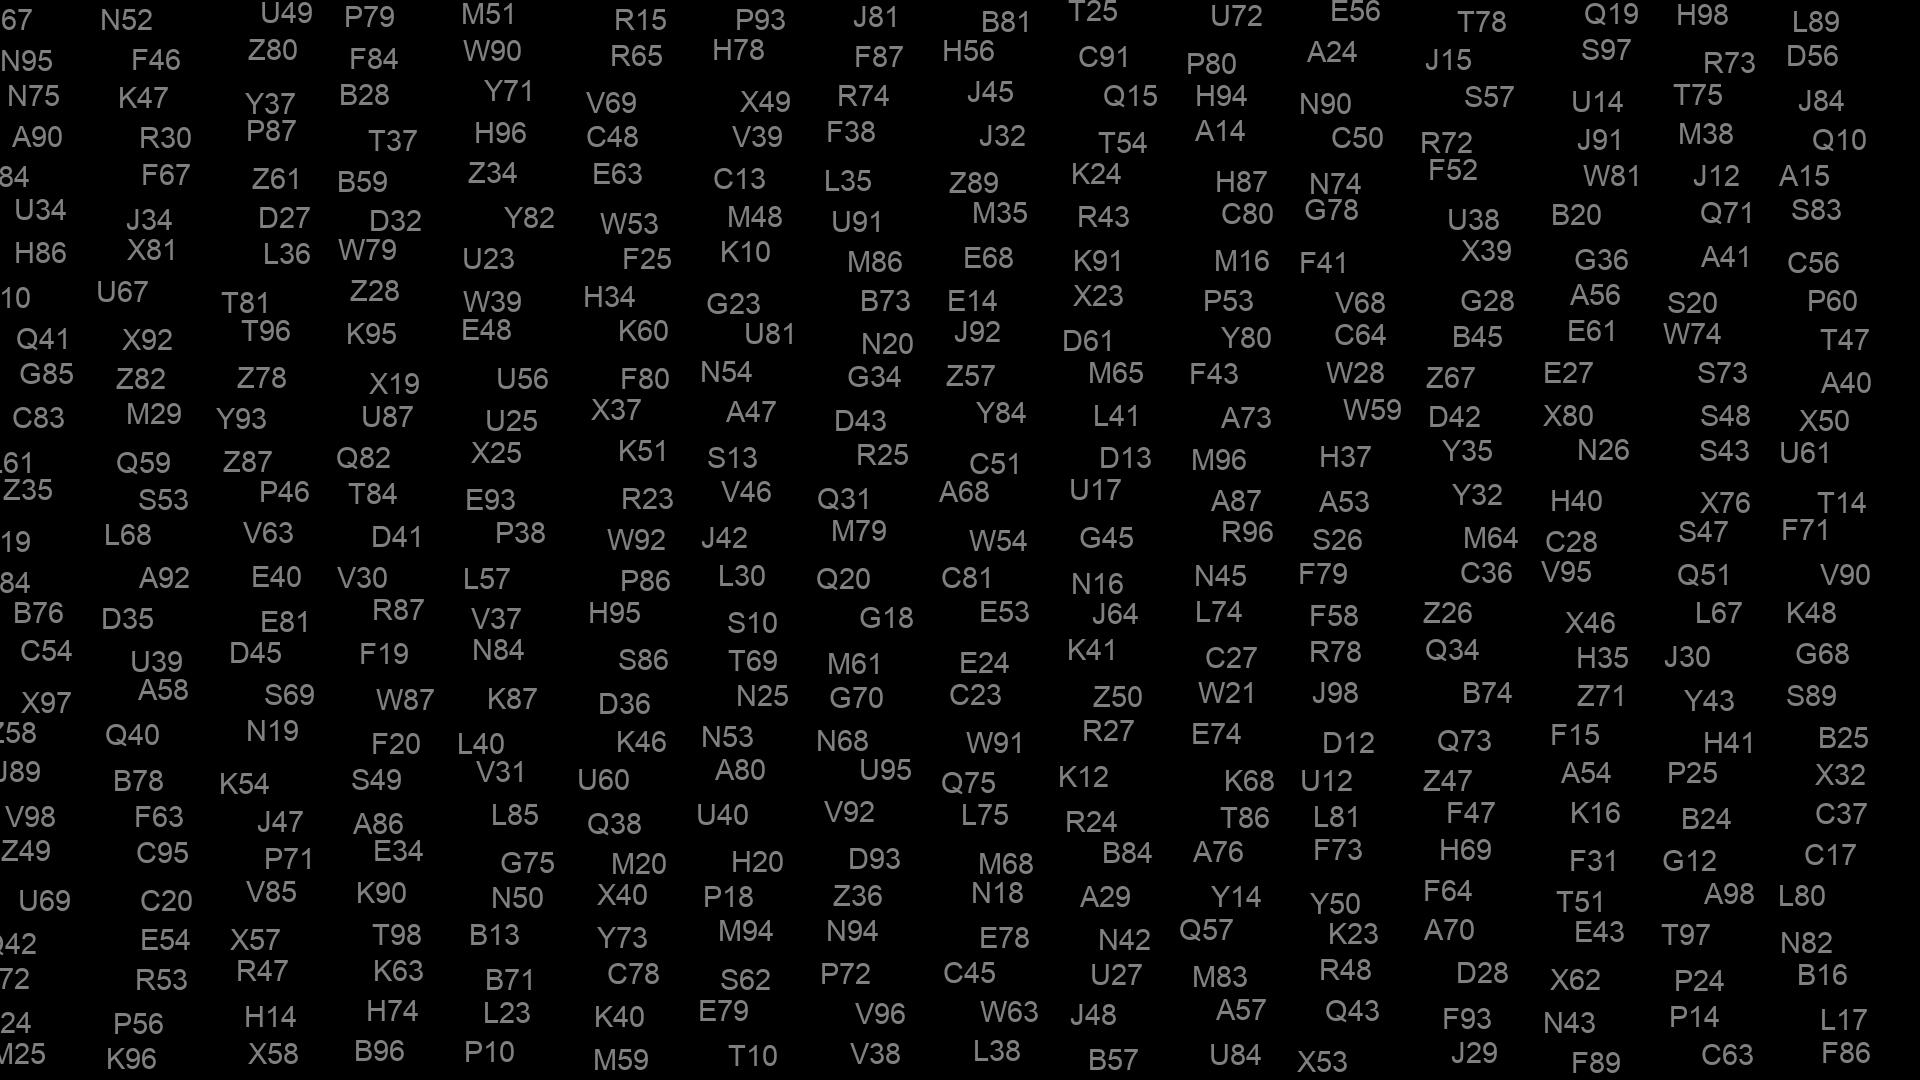 67 N52 U49 P79 M51 R15 P93 J81 B81 T25 U72 E56 T78 Q19 H98 L89
N95 F46 Z80 F84 W90 R65 H78 F87 H56 C91 P80 A24 J15 S97 R73 D56
N75 K47 Y37 B28 Y71 V69 X49 R74 J45 Q15 H94 N90 S57 U14 T75 J84
A90 R30 P87 T37 H96 C48 V39 F38 J32 T54 A14 C50 R72 J91 M38 Q10
84 F67 Z61 B59 Z34 E63 C13 L35 Z89 K24 H87 N74 F52 W81 J12 A15
U34 J34 D27 D32 Y82 W53 M48 U91 M35 R43 C80 G78 U38 B20 Q71 S83
H86 X81 L36 W79 U23 F25 K10 M86 E68 K91 M16 F41 X39 G36 A41 C56
10 U67 T81 Z28 W39 H34 G23 B73 E14 X23 P53 V68 G28 A56 S20 P60
Q41 X92 T96 K95 E48 K60 U81 N20 J92 D61 Y80 C64 B45 E61 W74 T47
G85 Z82 Z78 X19 U56 F80 N54 G34 Z57 M65 F43 W28 Z67 E27 S73 A40
C83 M29 Y93 U87 U25 X37 A47 D43 Y84 L41 A73 W59 D42 X80 S48 X50
61 Q59 Z87 Q82 X25 K51 S13 R25 C51 D13 M96 H37 Y35 N26 S43 U61
Z35 S53 P46 T84 E93 R23 V46 Q31 A68 U17 A87 A53 Y32 H40 X76 T14
19 L68 V63 D41 P38 W92 J42 M79 W54 G45 R96 S26 M64 C28 S47 F71
84 A92 E40 V30 L57 P86 L30 Q20 C81 N16 N45 F79 C36 V95 Q51 V90
B76 D35 E81 R87 V37 H95 S10 G18 E53 J64 L74 F58 Z26 X46 L67 K48
C54 U39 D45 F19 N84 S86 T69 M61 E24 K41 C27 R78 Q34 H35 J30 G68
X97 A58 S69 W87 K87 D36 N25 G70 C23 Z50 W21 J98 B74 Z71 Y43 S89
Z58 Q40 N19 F20 L40 K46 N53 N68 W91 R27 E74 D12 Q73 F15 H41 B25
J89 B78 K54 S49 V31 U60 A80 U95 Q75 K12 K68 U12 Z47 A54 P25 X32
V98 F63 J47 A86 L85 Q38 U40 V92 L75 R24 T86 L81 F47 K16 B24 C37
Z49 C95 P71 E34 G75 M20 H20 D93 M68 B84 A76 F73 H69 F31 G12 C17
U69 C20 V85 K90 N50 X40 P18 Z36 N18 A29 Y14 Y50 F64 T51 A98 L80
Q42 E54 X57 T98 B13 Y73 M94 N94 E78 N42 Q57 K23 A70 E43 T97 N82
72 R53 R47 K63 B71 C78 S62 P72 C45 U27 M83 R48 D28 X62 P24 B16
24 P56 H14 H74 L23 K40 E79 V96 W63 J48 A57 Q43 F93 N43 P14 L17
M25 K96 X58 B96 P10 M59 T10 V38 L38 B57 U84 X53 J29 F89 C63 F86